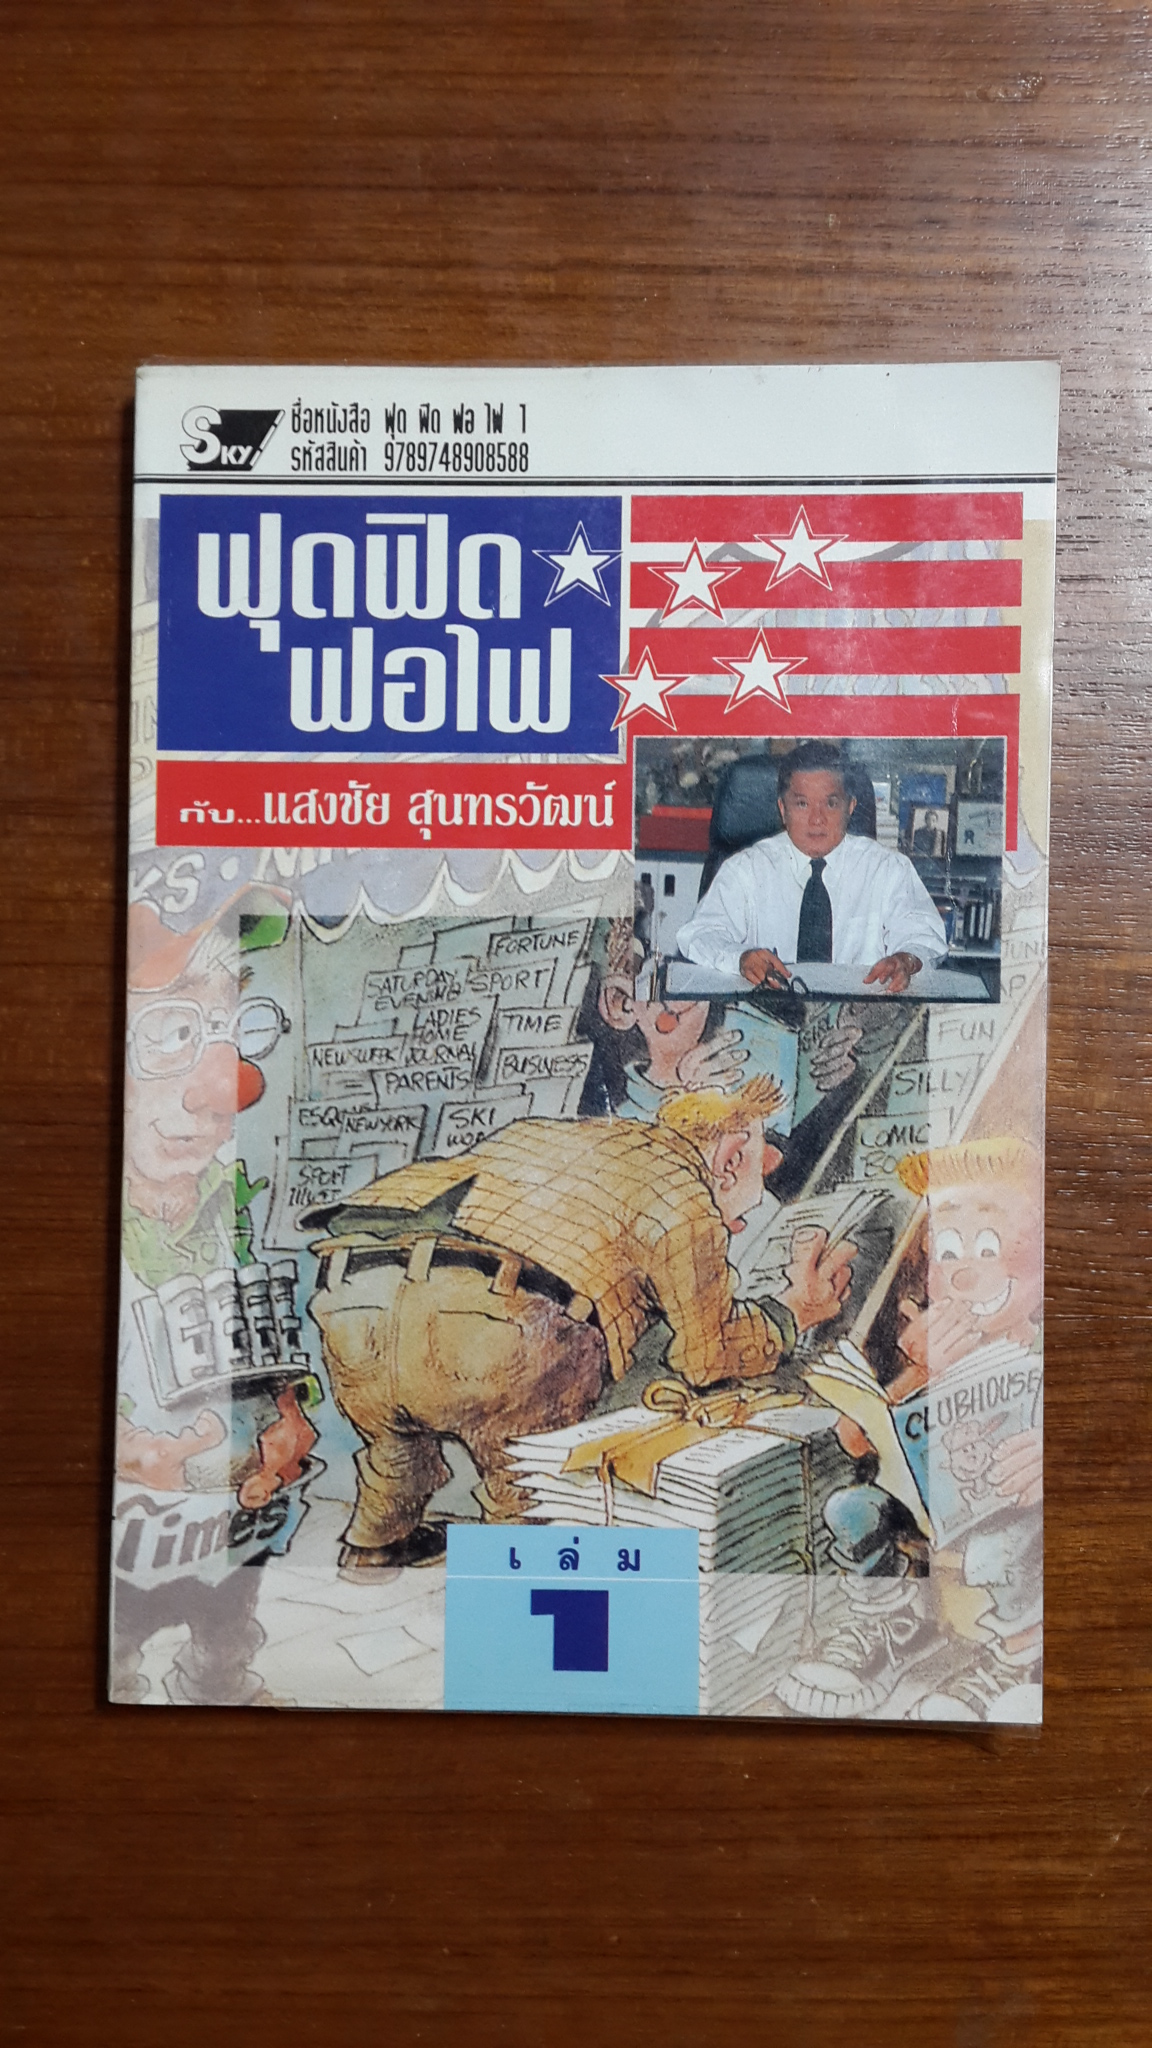 SKY
ชื่อหนังสือ ฟุด ฟิด ฟอ ไฟ 1
รหัสสินค้า 9789748908588
ฟุดฟิด
ฟอไฟ
กับ...แสงชัย สุนทรวัฒน์
FORTUNE
SATURDAY
EVENING
SPORT
LADIES
HOME
JOURNAL
TIME
NEWSWEEK
PARENTS
BUSINESS
NEWYORK
SKI
SPORT
FUN
SILLY
COMIC
GIRL
CLUBHOUSE
Times
เล่ม
1